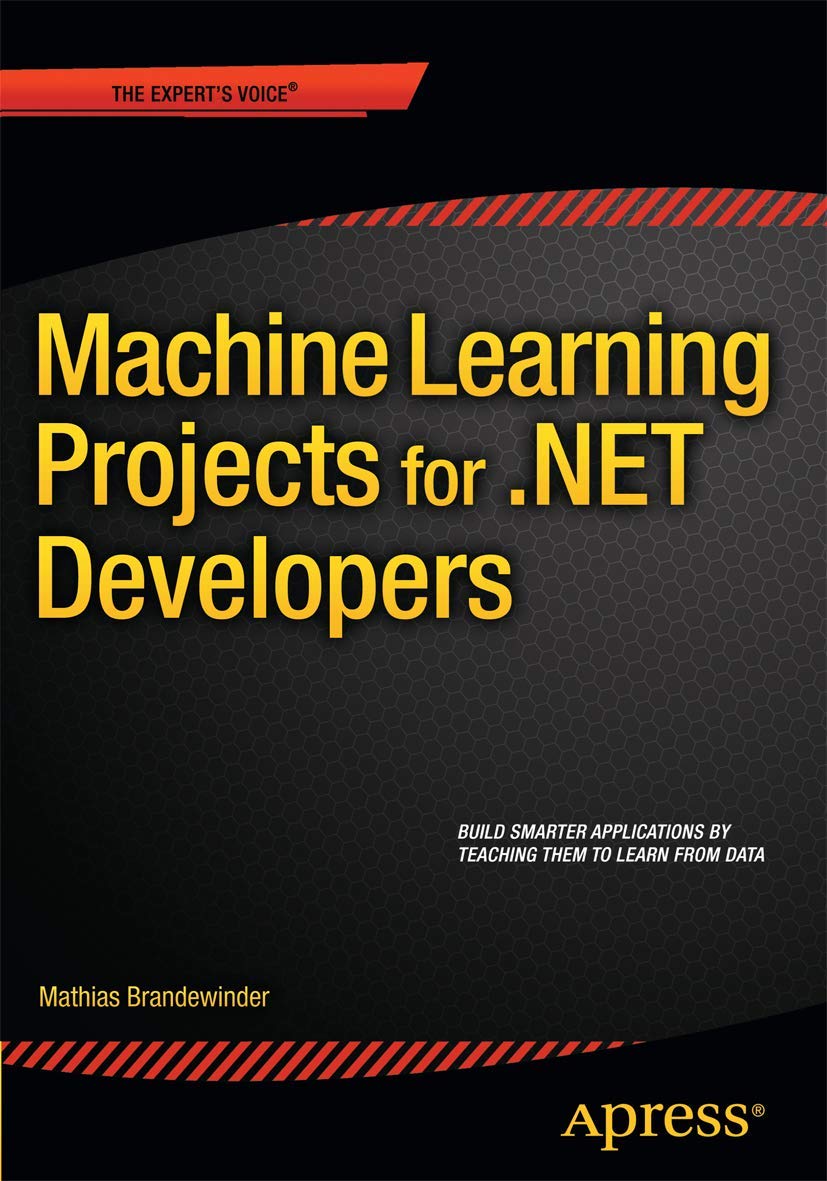 THE EXPERT'S VOICE®
Machine Learning
Projects for .NET
Developers
BUILD SMARTER APPLICATIONS BY
TEACHING THEM TO LEARN FROM DATA
Mathias Brandewinder
Apress®